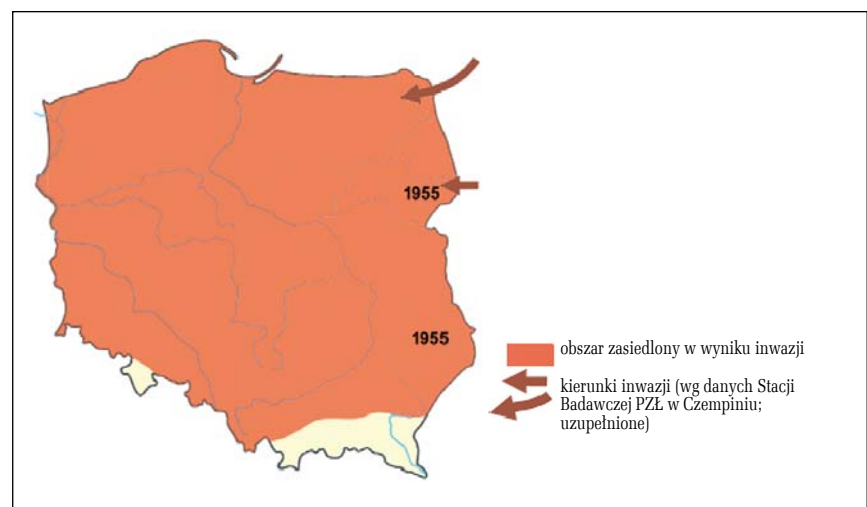 1955
1955
obszar zasiedlony w wyniku inwazji
kierunki inwazji (wg danych Stacji
Badawczej PZŁ w Czempiniu;
uzupełnione)